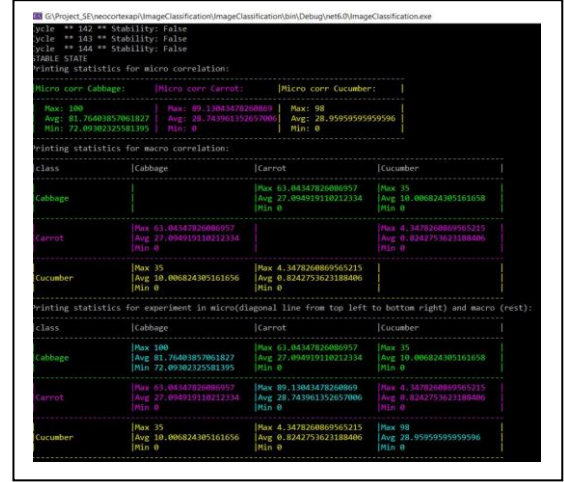 G:\Project_SE\neocortexapi\ImageClassification\ImageClassification\bin\Debug\net6.0\ImageClassification.exe
ycle ** 142 ** Stability: False
ycle ** 143 ** Stability: False
ycle ** 144 ** Stability: False
STABLE STATE
Printing statistics for micro correlation:
|Micro corr Cabbage: |Micro corr Carrot: |Micro corr Cucumber: |
| Max: 100 | Max: 89.13043478260869 | Max: 98 |
| Avg: 81.76403857061827 | Avg: 28.743961352657006| Avg: 28.95959595959596 |
| Min: 72.09302325581395 | Min: 0 | Min: 0 |
Printing statistics for macro correlation:
|class |Cabbage |Carrot |Cucumber |
| | |Max 63.04347826086957 |Max 35 |
|Cabbage | |Avg 27.094919110212334 |Avg 10.006824305161658 |
| | |Min 0 |Min 0 |
| |Max 63.04347826086957 | |Max 4.3478260869565215 |
|Carrot |Avg 27.094919110212334 | |Avg 0.8242753623188406 |
| |Min 0 | |Min 0 |
| |Max 35 |Max 4.3478260869565215 | |
|Cucumber |Avg 10.006824305161656 |Avg 0.8242753623188406 | |
| |Min 0 |Min 0 | |
Printing statistics for experiment in micro(diagonal line from top left to bottom right) and macro (rest):
|class |Cabbage |Carrot |Cucumber |
| |Max 100 |Max 63.04347826086957 |Max 35 |
|Cabbage |Avg 81.76403857061827 |Avg 27.094919110212334 |Avg 10.006824305161658 |
| |Min 72.09302325581395 |Min 0 |Min 0 |
| |Max 63.04347826086957 |Max 89.13043478260869 |Max 4.3478260869565215 |
|Carrot |Avg 27.094919110212334 |Avg 28.743961352657006 |Avg 0.8242753623188406 |
| |Min 0 |Min 0 |Min 0 |
| |Max 35 |Max 4.3478260869565215 |Max 98 |
|Cucumber |Avg 10.006824305161656 |Avg 0.8242753623188406 |Avg 28.95959595959596 |
| |Min 0 |Min 0 |Min 0 |